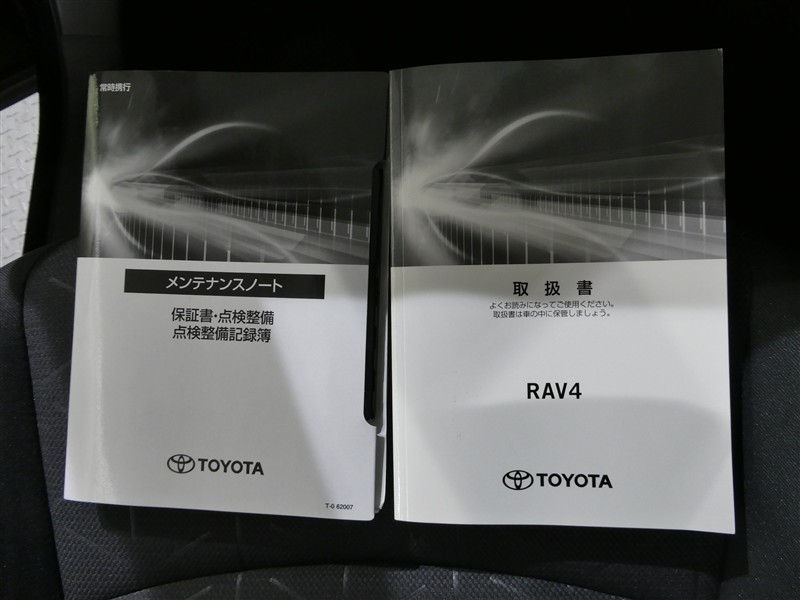 常時携行
メンテナンスノート
保証書・点検整備
点検整備記録簿
TOYOTA
T-0 62007
取扱書
よくお読みになってご使用ください。
取扱書は車の中に保管しましょう。
RAV4
TOYOTA